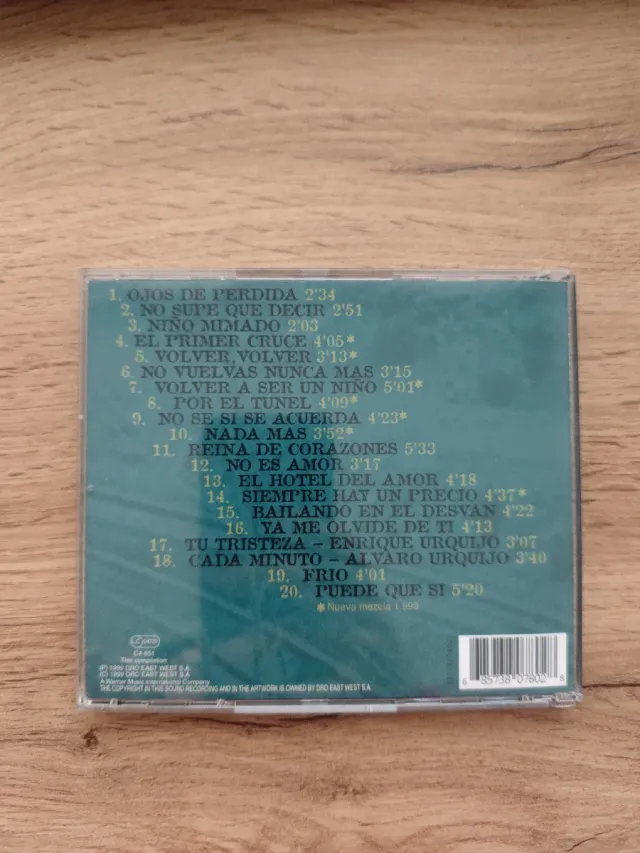 1. OJOS DE PERDIDA 2'34
2. NO SUPE QUE DECIR 2'51
3. NIÑO MIMADO 2'03
4. EL PRIMER CRUCE 4'05*
5. VOLVER, VOLVER 3'13*
6. NO VUELVAS NUNCA MAS 3'15
7. VOLVER A SER UN NIÑO 5'01*
8. POR EL TUNEL 4'09*
9. NO SE SI SE ACUERDA 4'23*
10. NADA MAS 3'52*
11. REINA DE CORAZONES 5'33
12. NO ES AMOR 3'17
13. EL HOTEL DEL AMOR 4'18
14. SIEMPRE HAY UN PRECIO 4'37*
15. BAILANDO EN EL DESVAN 4'22
16. YA ME OLVIDE DE TI 4'13
17. TU TRISTEZA – ENRIQUE URQUIJO 3'07
18. CADA MINUTO – ALVARO URQUIJO 3'40
19. FRIO 4'01
20. PUEDE QUE SI 5'20
* Nueva mezcla 1.999
This compilation:
(P) 1999 DRO EAST WEST S.A.
(C) 1999 DRO EAST WEST S.A.
A Warner Music International Company
THE COPYRIGHT IN THIS SOUND RECORDING AND IN THE ARTWORK IS OWNED BY DRO EAST WEST S.A.
6 85738 07802 8